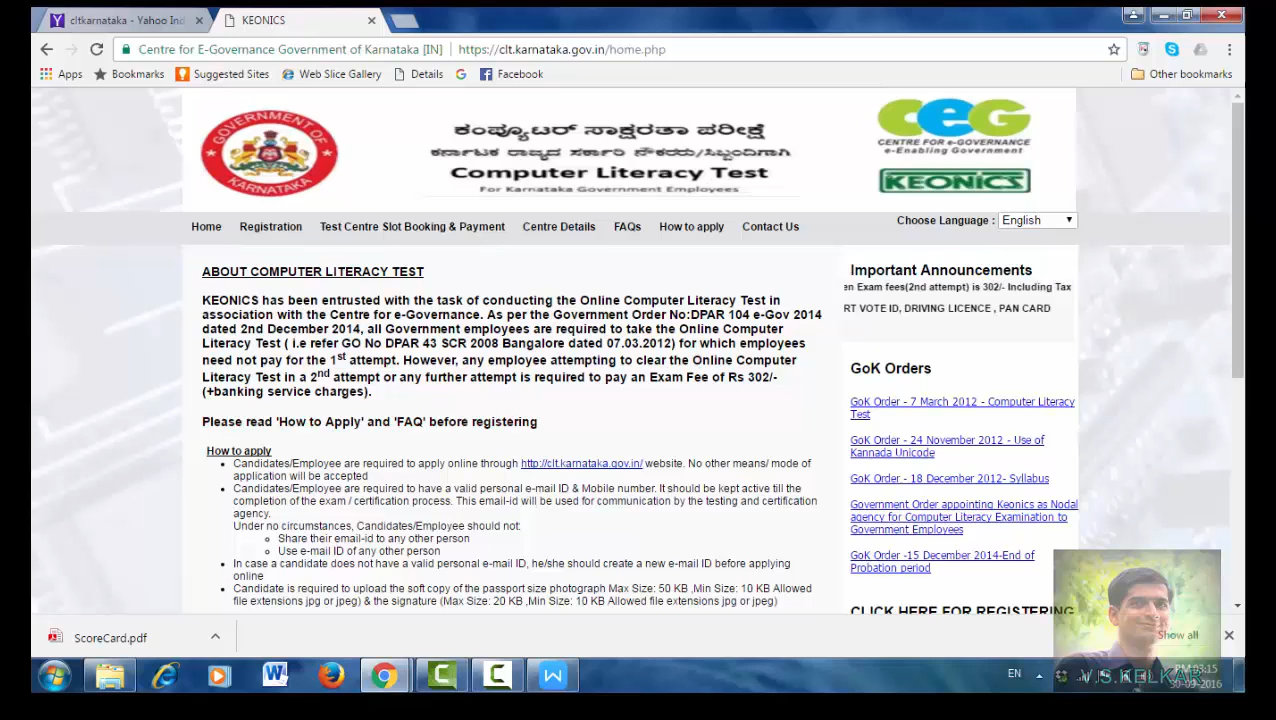 cltkarnataka - Yahoo Ind
KEONICS
Centre for E-Governance Government of Karnataka [IN] | https://clt.karnataka.gov.in/home.php
Apps
Bookmarks
Suggested Sites
Web Slice Gallery
Details
Facebook
Other bookmarks
GOVERNMENT OF
KARNATAKA
ಕಂಪ್ಯೂಟರ್ ಸಾಕ್ಷರತಾ ಪರೀಕ್ಷೆ
ಕರ್ನಾಟಕ ರಾಜ್ಯದ ಸರ್ಕಾರಿ ನೌಕರರು/ಸಿಬ್ಬಂದಿಗಾಗಿ
Computer Literacy Test
For Karnataka Government Employees
CeG
CENTRE FOR e-GOVERNANCE
e-Enabling Government
KEONICS
Home
Registration
Test Centre Slot Booking & Payment
Centre Details
FAQs
How to apply
Contact Us
Choose Language :
English
ABOUT COMPUTER LITERACY TEST
KEONICS has been entrusted with the task of conducting the Online Computer Literacy Test in
association with the Centre for e-Governance. As per the Government Order No:DPAR 104 e-Gov 2014
dated 2nd December 2014, all Government employees are required to take the Online Computer
Literacy Test ( i.e refer GO No DPAR 43 SCR 2008 Bangalore dated 07.03.2012) for which employees
need not pay for the 1st attempt. However, any employee attempting to clear the Online Computer
Literacy Test in a 2nd attempt or any further attempt is required to pay an Exam Fee of Rs 302/-
(+banking service charges).
Please read 'How to Apply' and 'FAQ' before registering
How to apply
Candidates/Employee are required to apply online through http://clt.karnataka.gov.in/ website. No other means/ mode of
application will be accepted
Candidates/Employee are required to have a valid personal e-mail ID & Mobile number. It should be kept active till the
completion of the exam / certification process. This email-id will be used for communication by the testing and certification
agency.
Under no circumstances, Candidates/Employee should not:
Share their email-id to any other person
Use e-mail ID of any other person
In case a candidate does not have a valid personal e-mail ID, he/she should create a new e-mail ID before applying
online
Candidate is required to upload the soft copy of the passport size photograph Max Size: 50 KB ,Min Size: 10 KB Allowed
file extensions jpg or jpeg) & the signature (Max Size: 20 KB ,Min Size: 10 KB Allowed file extensions jpg or jpeg)
Important Announcements
en Exam fees(2nd attempt) is 302/- Including Tax
RT VOTE ID, DRIVING LICENCE , PAN CARD
GoK Orders
GoK Order - 7 March 2012 - Computer Literacy
Test
GoK Order - 24 November 2012 - Use of
Kannada Unicode
GoK Order - 18 December 2012- Syllabus
Government Order appointing Keonics as Nodal
agency for Computer Literacy Examination to
Government Employees
GoK Order -15 December 2014-End of
Probation period
CLICK HERE FOR REGISTERING
ScoreCard.pdf
Show all
EN
PM 03:15
V.S.KELKAR
30-09-2016